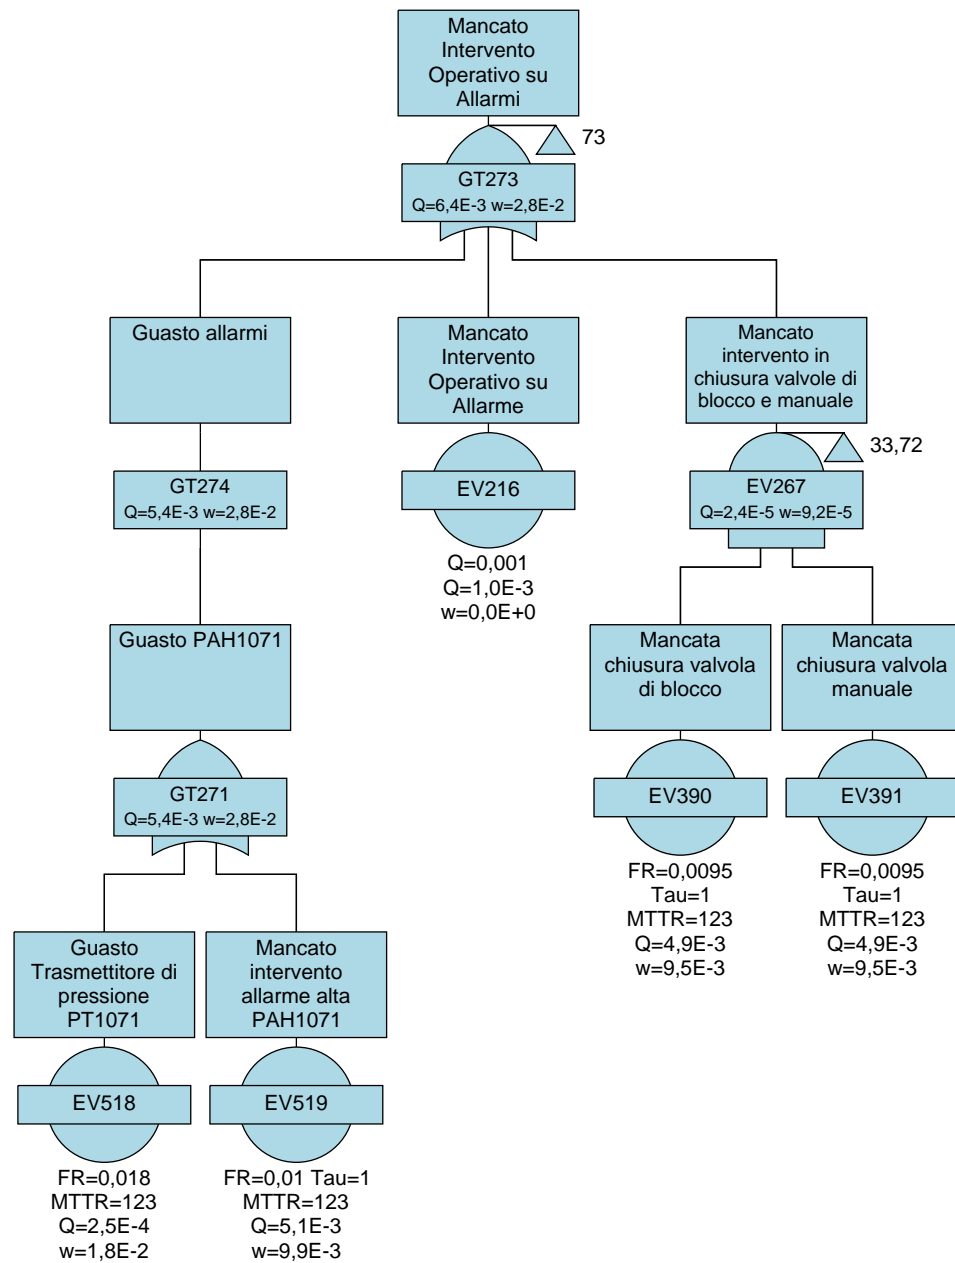 Mancato
Intervento
Operativo su
Allarmi
73
GT273
Q=6,4E-3 w=2,8E-2
Guasto allarmi
Mancato
Intervento
Operativo su
Allarme
Mancato
intervento in
chiusura valvole di
blocco e manuale
33,72
GT274
Q=5,4E-3 w=2,8E-2
EV216
Q=0,001
Q=1,0E-3
w=0,0E+0
EV267
Q=2,4E-5 w=9,2E-5
Guasto PAH1071
Mancata
chiusura valvola
di blocco
Mancata
chiusura valvola
manuale
GT271
Q=5,4E-3 w=2,8E-2
EV390
FR=0,0095
Tau=1
MTTR=123
Q=4,9E-3
w=9,5E-3
EV391
FR=0,0095
Tau=1
MTTR=123
Q=4,9E-3
w=9,5E-3
Guasto
Trasmettitore di
pressione
PT1071
Mancato
intervento
allarme alta
PAH1071
EV518
FR=0,018
MTTR=123
Q=2,5E-4
w=1,8E-2
EV519
FR=0,01 Tau=1
MTTR=123
Q=5,1E-3
w=9,9E-3